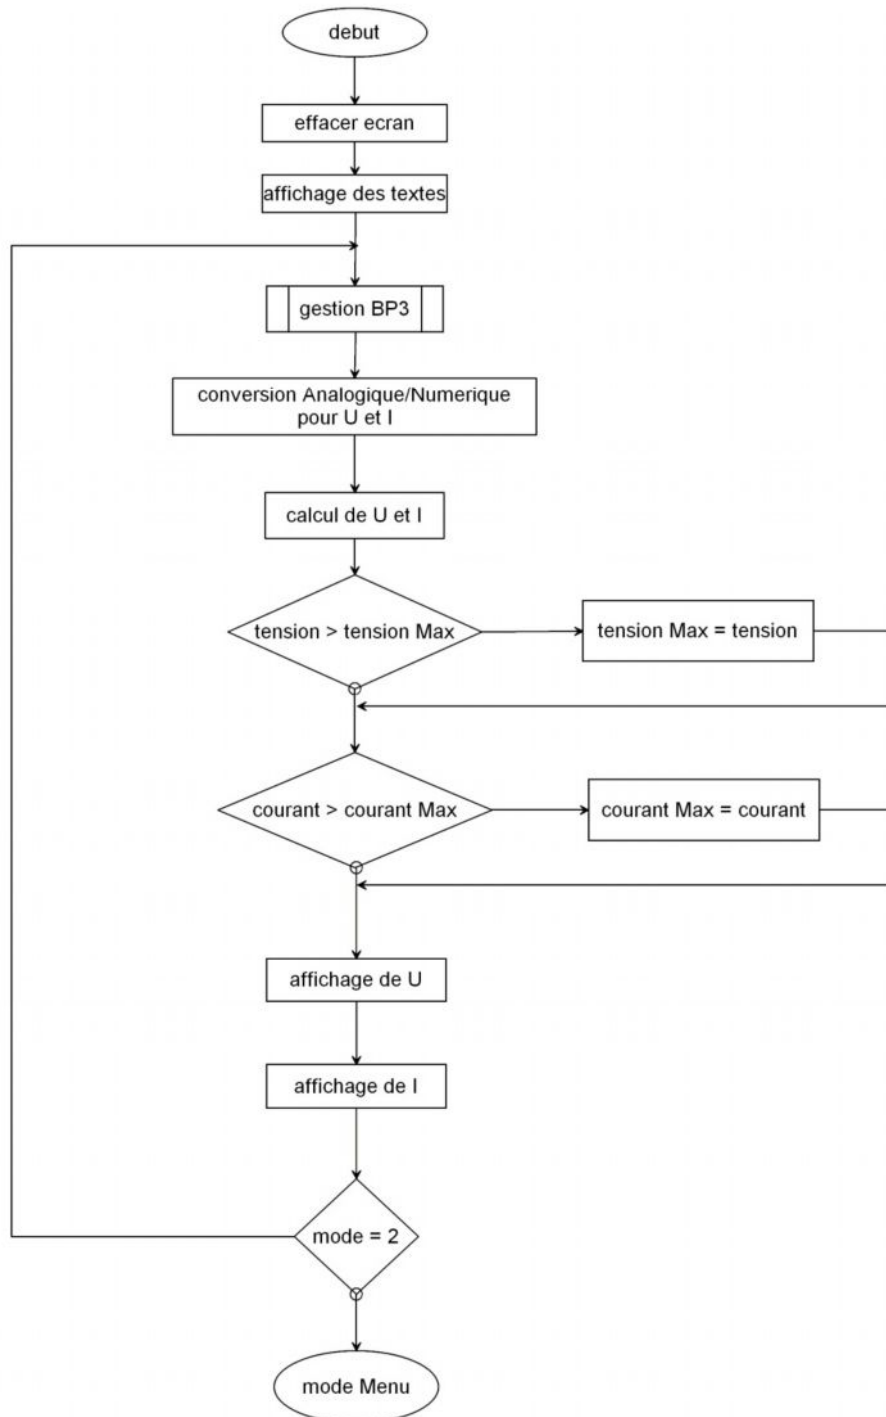 debut
effacer ecran
affichage des textes
gestion BP3
conversion Analogique/Numerique
pour U et I
calcul de U et I
tension > tension Max
tension Max = tension
courant > courant Max
courant Max = courant
affichage de U
affichage de I
mode = 2
mode Menu